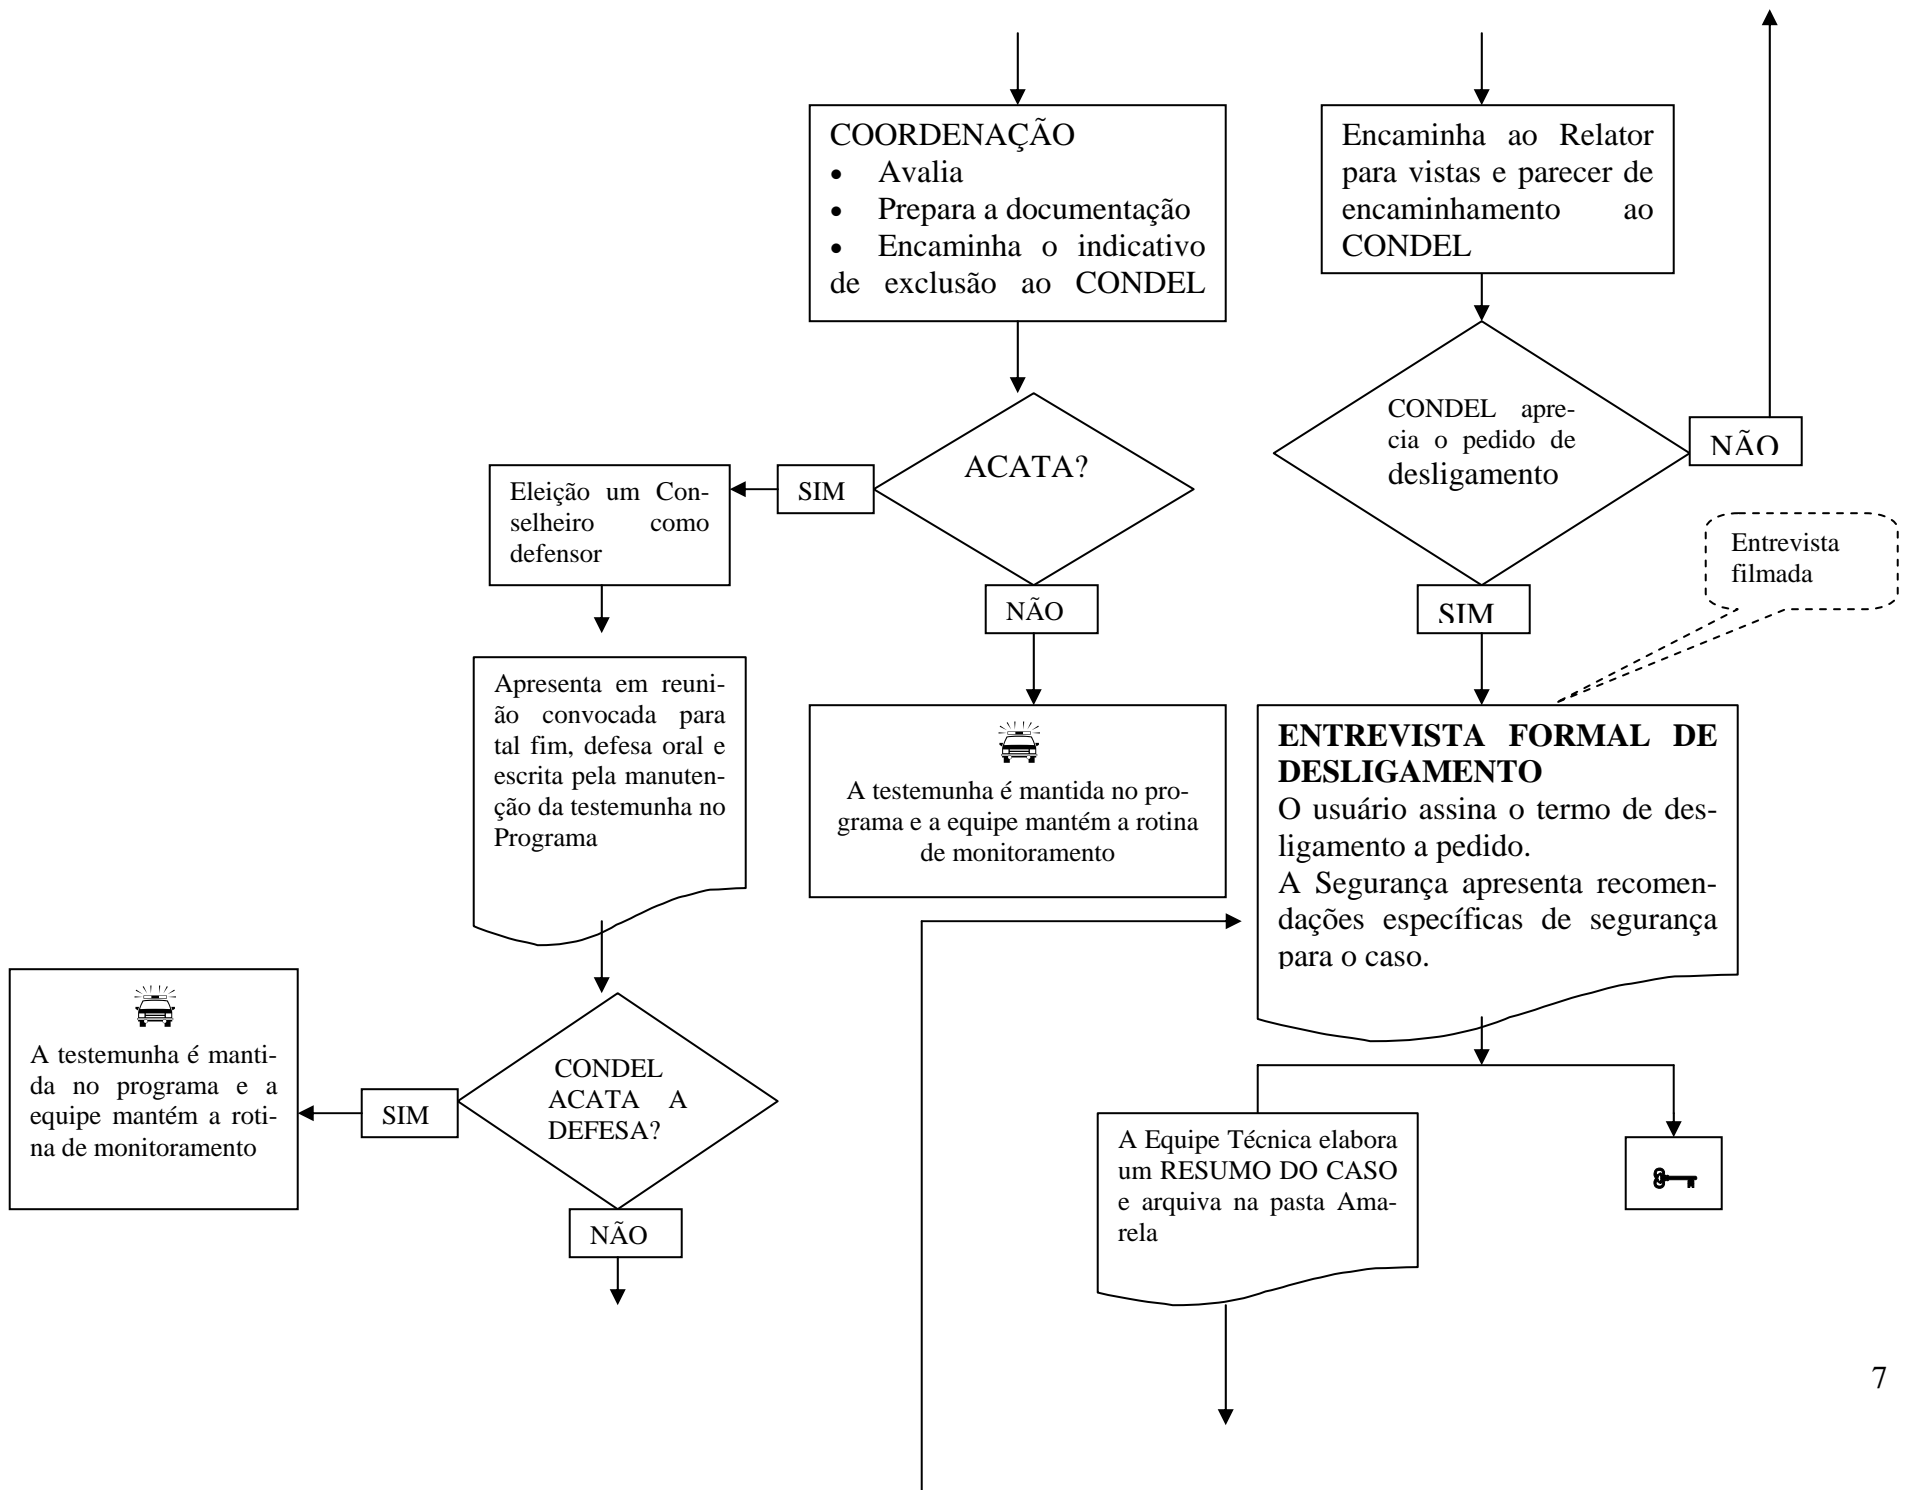 COORDENAÇÃO
• Avalia
• Prepara a documentação
• Encaminha o indicativo
de exclusão ao CONDEL
Encaminha ao Relator
para vistas e parecer de
encaminhamento ao
CONDEL
ACATA?
SIM
NÃO
CONDEL apre-
cia o pedido de
desligamento
NÃO
SIM
Eleição um Con-
selheiro como
defensor
Entrevista
filmada
Apresenta em reuni-
ão convocada para
tal fim, defesa oral e
escrita pela manuten-
ção da testemunha no
Programa
A testemunha é mantida no pro-
grama e a equipe mantém a rotina
de monitoramento
ENTREVISTA FORMAL DE
DESLIGAMENTO
O usuário assina o termo de des-
ligamento a pedido.
A Segurança apresenta recomen-
dações específicas de segurança
para o caso.
A testemunha é manti-
da no programa e a
equipe mantém a roti-
na de monitoramento
SIM
CONDEL
ACATA A
DEFESA?
NÃO
A Equipe Técnica elabora
um RESUMO DO CASO
e arquiva na pasta Ama-
rela
7